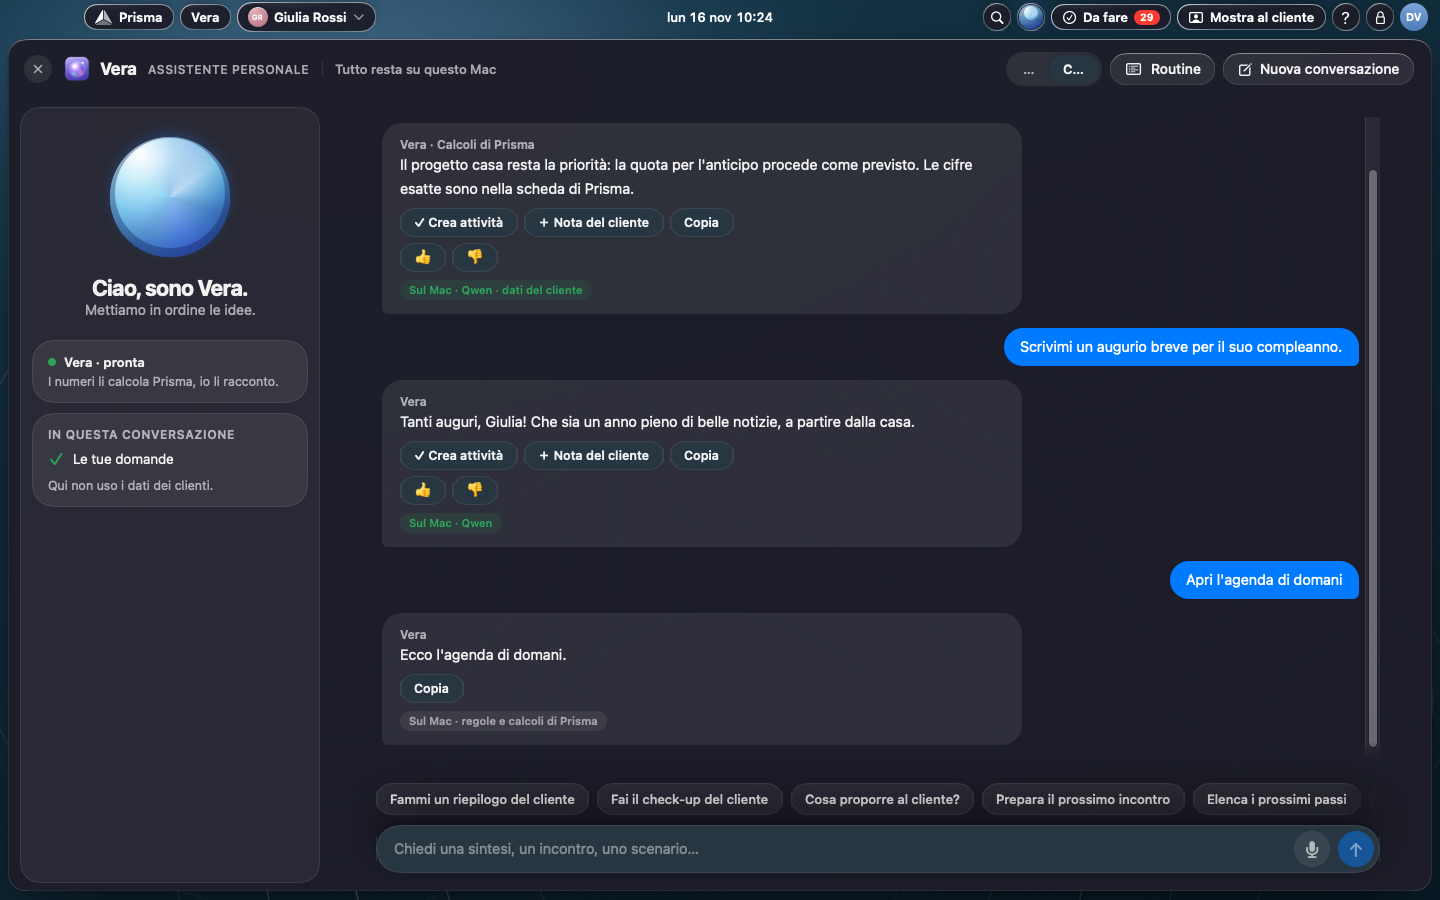 Prisma
Vera
GR Giulia Rossi
lun 16 nov 10:24
Da fare 29
Mostra al cliente
?
DV
Vera ASSISTENTE PERSONALE
Tutto resta su questo Mac
...
C...
Routine
Nuova conversazione
Ciao, sono Vera.
Mettiamo in ordine le idee.
Vera · pronta
I numeri li calcola Prisma, io li racconto.
IN QUESTA CONVERSAZIONE
Le tue domande
Qui non uso i dati dei clienti.
Vera · Calcoli di Prisma
Il progetto casa resta la priorità: la quota per l'anticipo procede come previsto. Le cifre
esatte sono nella scheda di Prisma.
✓ Crea attività
+ Nota del cliente
Copia
Sul Mac · Qwen · dati del cliente
Scrivimi un augurio breve per il suo compleanno.
Vera
Tanti auguri, Giulia! Che sia un anno pieno di belle notizie, a partire dalla casa.
✓ Crea attività
+ Nota del cliente
Copia
Sul Mac · Qwen
Apri l'agenda di domani
Vera
Ecco l'agenda di domani.
Copia
Sul Mac · regole e calcoli di Prisma
Fammi un riepilogo del cliente
Fai il check-up del cliente
Cosa proporre al cliente?
Prepara il prossimo incontro
Elenca i prossimi passi
Chiedi una sintesi, un incontro, uno scenario...